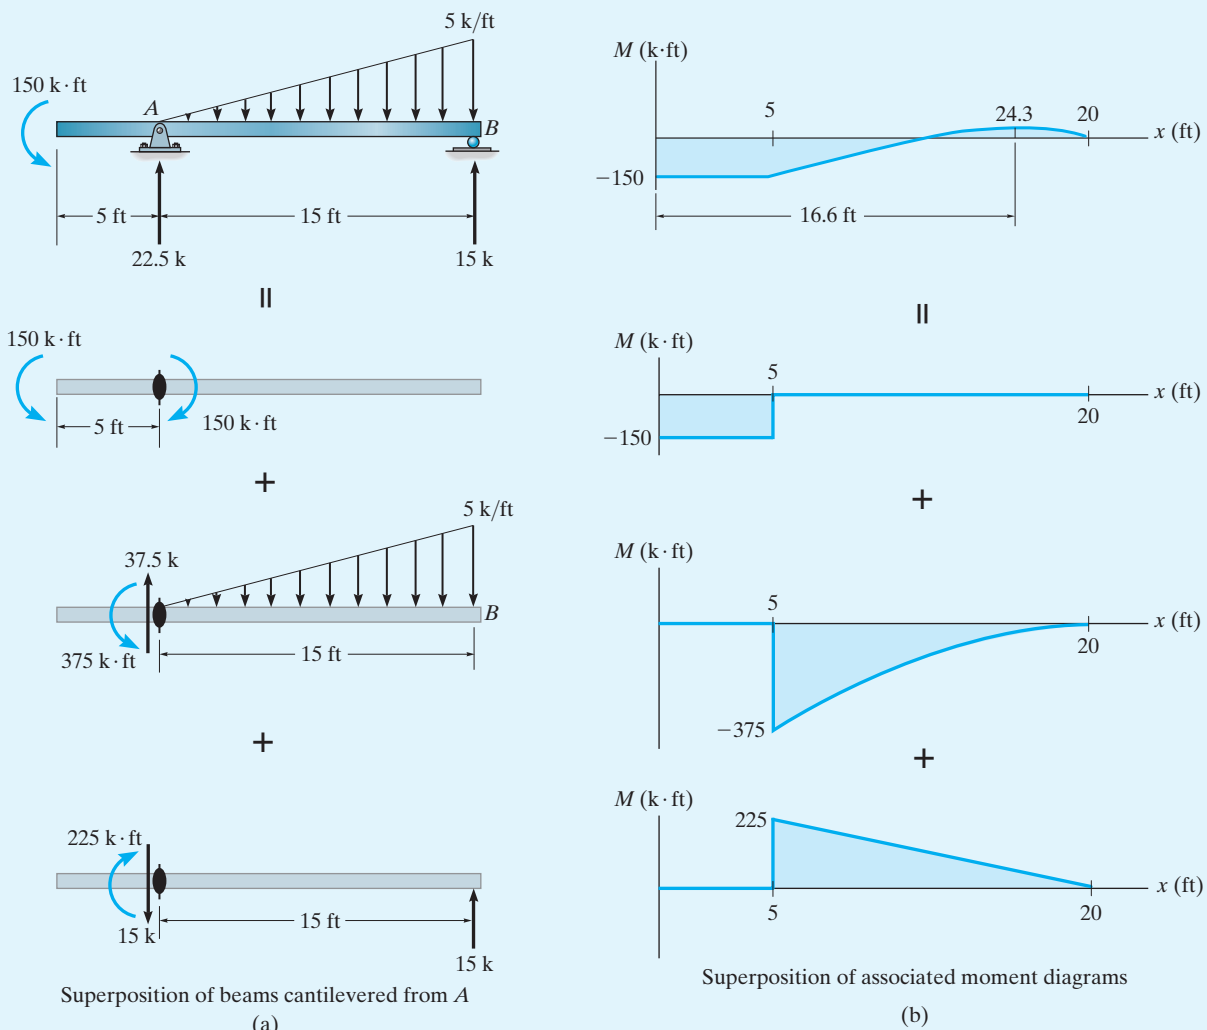 5 k/ft
150 k·ft
A
B
5 ft
15 ft
22.5 k
15 k
=
150 k·ft
5 ft
150 k·ft
+
5 k/ft
37.5 k
B
375 k·ft
15 ft
+
225 k·ft
15 k
15 ft
15 k
Superposition of beams cantilevered from A
(a)
M (k·ft)
5
24.3
20
x (ft)
−150
16.6 ft
=
M (k·ft)
5
x (ft)
20
−150
+
M (k·ft)
5
x (ft)
20
−375
+
M (k·ft)
225
x (ft)
5
20
Superposition of associated moment diagrams
(b)